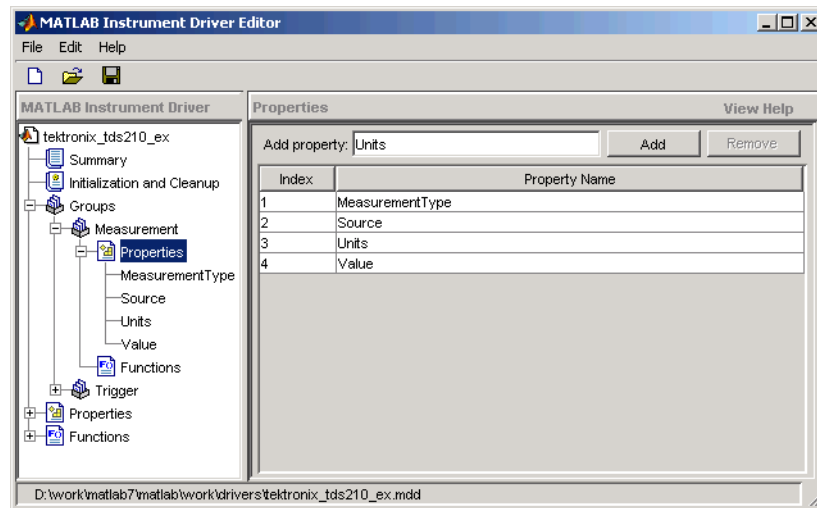 MATLAB Instrument Driver Editor
File Edit Help
MATLAB Instrument Driver
Properties
View Help
tektronix_tds210_ex
Summary
Initialization and Cleanup
Groups
Measurement
Properties
MeasurementType
Source
Units
Value
Functions
Trigger
Properties
Functions
Add property: Units Add Remove
Index Property Name
1 MeasurementType
2 Source
3 Units
4 Value
D:\work\matlab7\matlab\work\drivers\tektronix_tds210_ex.mdd